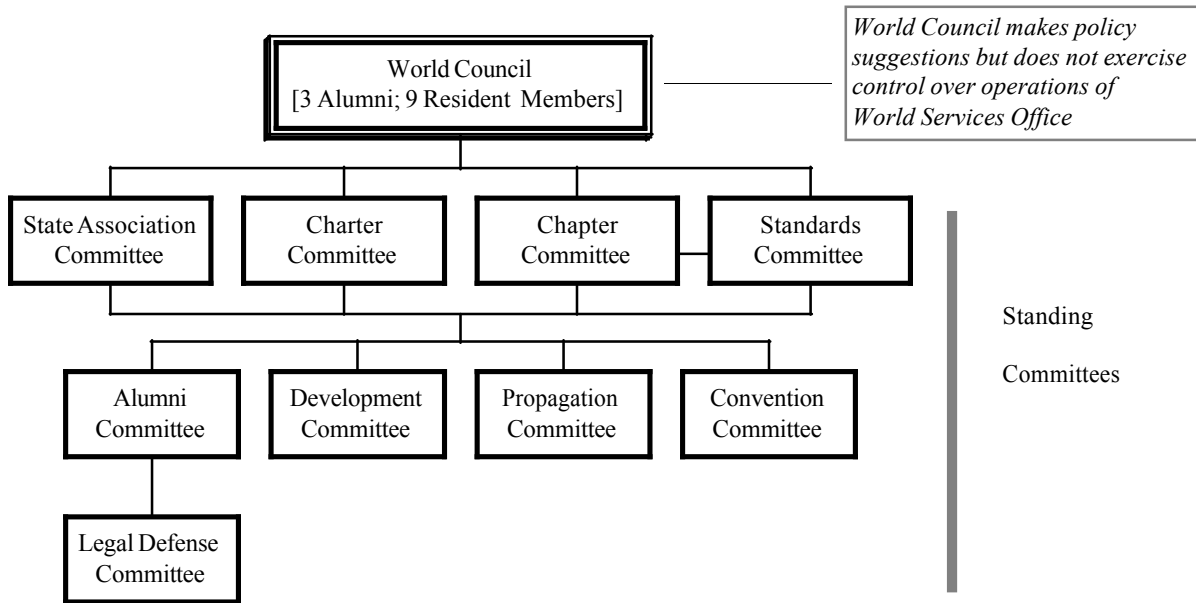 World Council
[3 Alumni; 9 Resident Members]
World Council makes policy
suggestions but does not exercise
control over operations of
World Services Office
State Association
Committee
Charter
Committee
Chapter
Committee
Standards
Committee
Standing
Committees
Alumni
Committee
Development
Committee
Propagation
Committee
Convention
Committee
Legal Defense
Committee